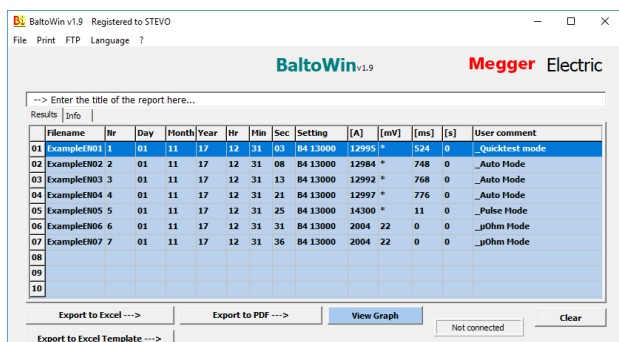 BaltoWin v1.9 Registered to STEVO
File Print FTP Language ?
BaltoWin v1.9
Megger Electric
--> Enter the title of the report here...
Results Info
Filename Nr Day Month Year Hr Min Sec Setting [A] [mV] [ms] [s] User comment
01 ExampleEN01 1 01 11 17 12 31 03 B4 13000 12995 * 524 0 _Quicktest mode
02 ExampleEN02 2 01 11 17 12 31 08 B4 13000 12984 * 748 0 _Auto Mode
03 ExampleEN03 3 01 11 17 12 31 13 B4 13000 12992 * 768 0 _Auto Mode
04 ExampleEN04 4 01 11 17 12 31 21 B4 13000 12997 * 776 0 _Auto Mode
05 ExampleEN05 5 01 11 17 12 31 25 B4 13000 14300 * 11 0 _Pulse Mode
06 ExampleEN06 6 01 11 17 12 31 31 B4 13000 2004 22 0 0 _µOhm Mode
07 ExampleEN07 7 01 11 17 12 31 36 B4 13000 2004 22 0 0 _µOhm Mode
08
09
10
Export to Excel ---> Export to PDF ---> View Graph Clear
Not connected
Export to Excel Template --->